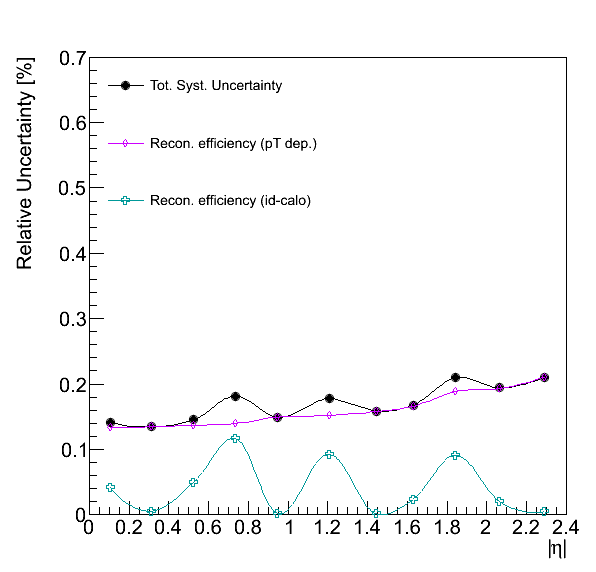 Relative Uncertainty [%]
0.7
0.6
0.5
0.4
0.3
0.2
0.1
0
Tot. Syst. Uncertainty
Recon. efficiency (pT dep.)
Recon. efficiency (id-calo)
0 0.2 0.4 0.6 0.8 1 1.2 1.4 1.6 1.8 2 2.2 2.4
|η|